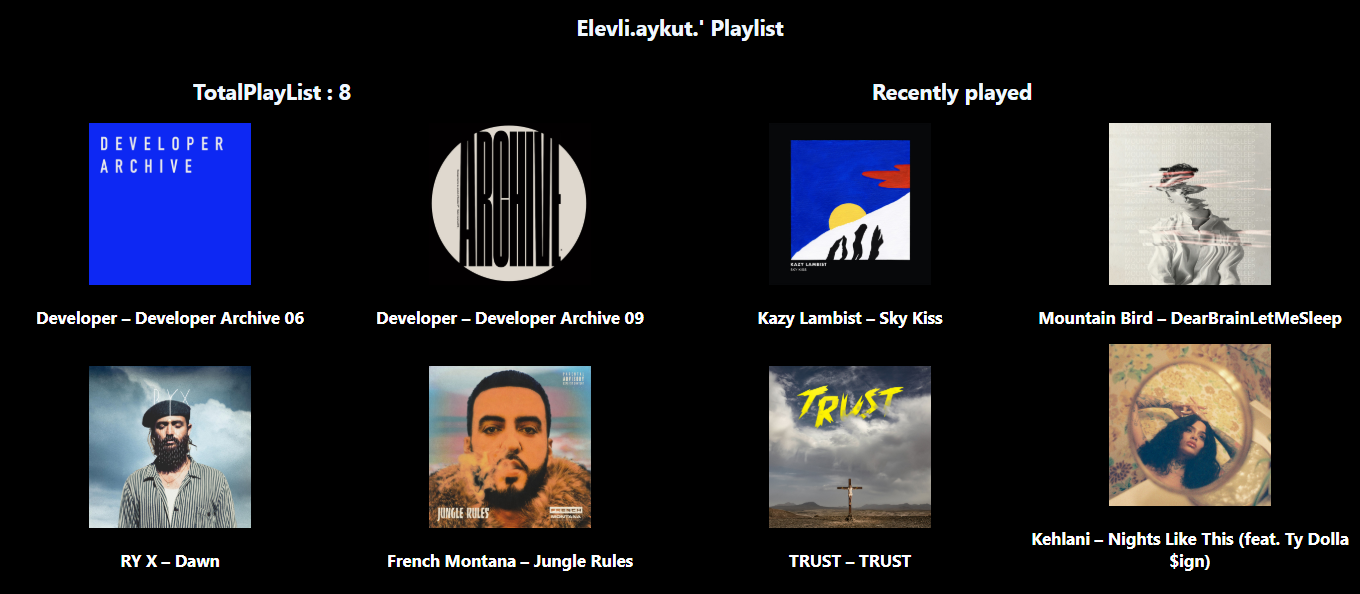 Elevli.aykut.' Playlist
TotalPlayList : 8
Recently played
DEVELOPER
ARCHIVE
ARCHIVE
KAZY LAMBIST
SKY KISS
Developer – Developer Archive 06
Developer – Developer Archive 09
Kazy Lambist – Sky Kiss
Mountain Bird – DearBrainLetMeSleep
RY X
PARENTAL
ADVISORY
JUNGLE RULES
FRENCH
MONTANA
TRUST
RY X – Dawn
French Montana – Jungle Rules
TRUST – TRUST
Kehlani – Nights Like This (feat. Ty Dolla
$ign)